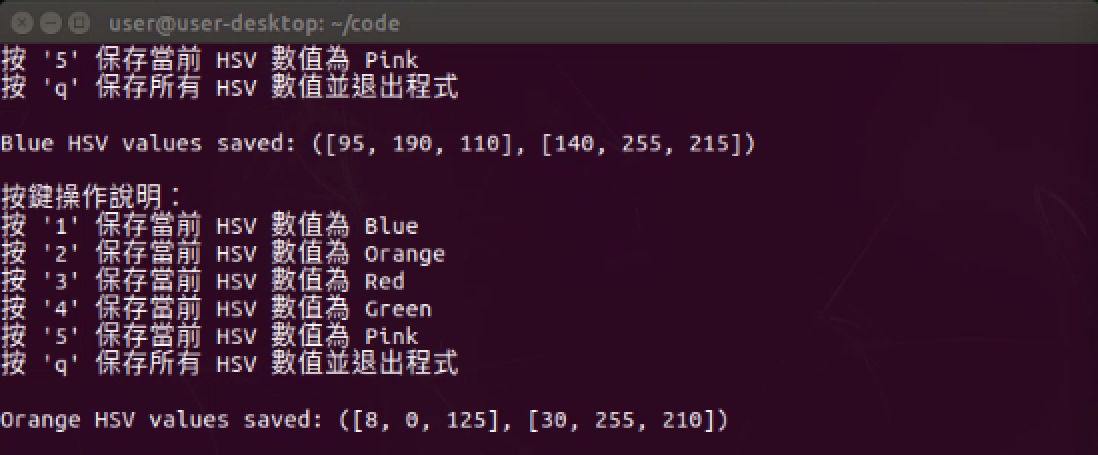 user@user-desktop: ~/code
按 '5' 保存當前 HSV 數值為 Pink
按 'q' 保存所有 HSV 數值並退出程式
Blue HSV values saved: ([95, 190, 110], [140, 255, 215])
按鍵操作說明：
按 '1' 保存當前 HSV 數值為 Blue
按 '2' 保存當前 HSV 數值為 Orange
按 '3' 保存當前 HSV 數值為 Red
按 '4' 保存當前 HSV 數值為 Green
按 '5' 保存當前 HSV 數值為 Pink
按 'q' 保存所有 HSV 數值並退出程式
Orange HSV values saved: ([8, 0, 125], [30, 255, 210])